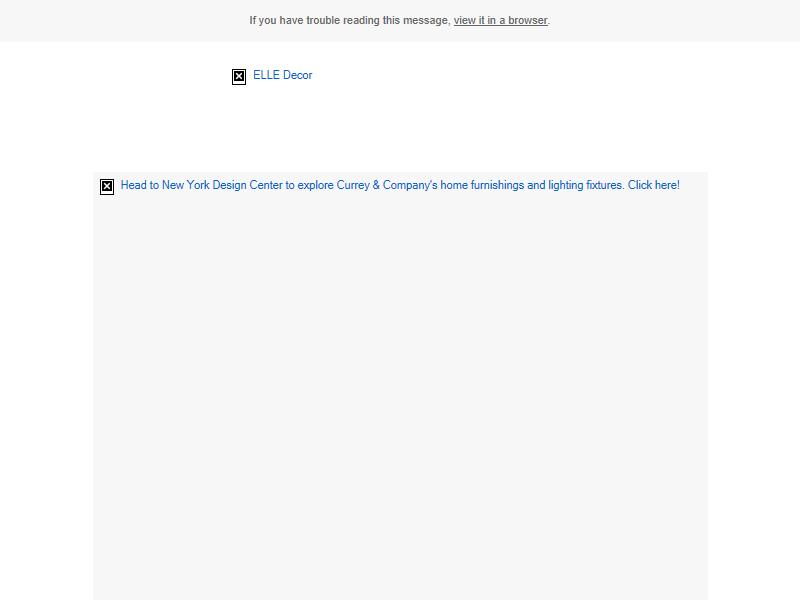 If you have trouble reading this message, view it in a browser.
ELLE Decor
Head to New York Design Center to explore Currey & Company's home furnishings and lighting fixtures. Click here!